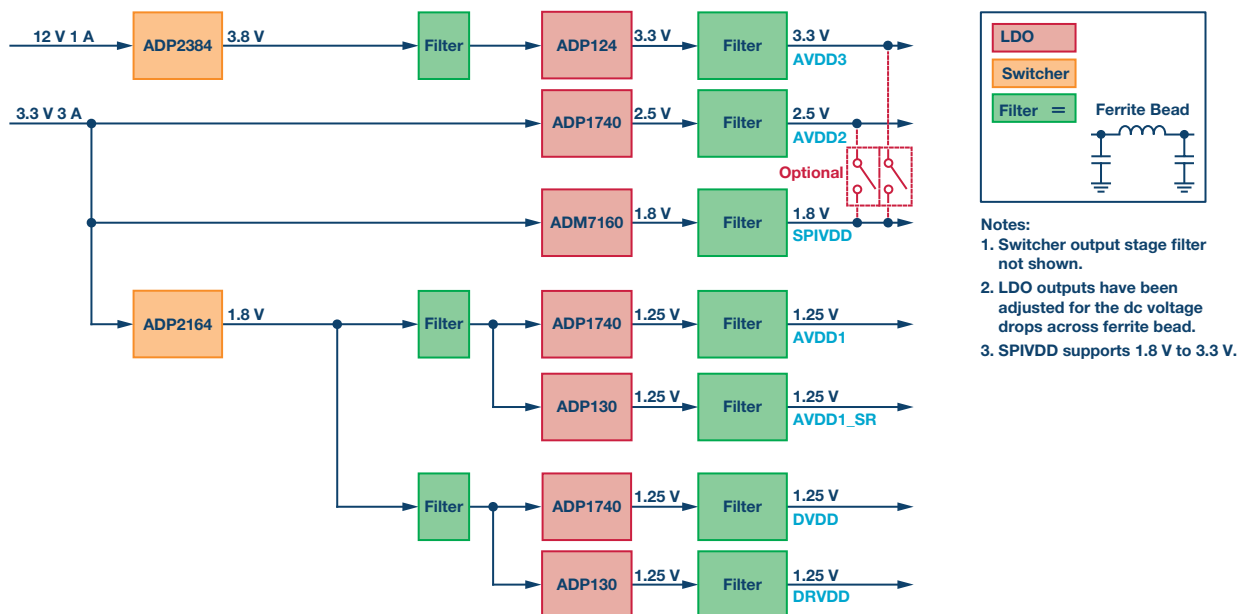 12 V 1 A
ADP2384
3.8 V
Filter
ADP124
3.3 V
Filter
3.3 V
AVDD3
3.3 V 3 A
ADP1740
2.5 V
Filter
2.5 V
AVDD2
Optional
ADM7160
1.8 V
Filter
1.8 V
SPIVDD
ADP2164
1.8 V
Filter
ADP1740
1.25 V
Filter
1.25 V
AVDD1
ADP130
1.25 V
Filter
1.25 V
AVDD1_SR
Filter
ADP1740
1.25 V
Filter
1.25 V
DVDD
ADP130
1.25 V
Filter
1.25 V
DRVDD
LDO
Switcher
Filter =
Ferrite Bead
Notes:
1. Switcher output stage filter
not shown.
2. LDO outputs have been
adjusted for the dc voltage
drops across ferrite bead.
3. SPIVDD supports 1.8 V to 3.3 V.